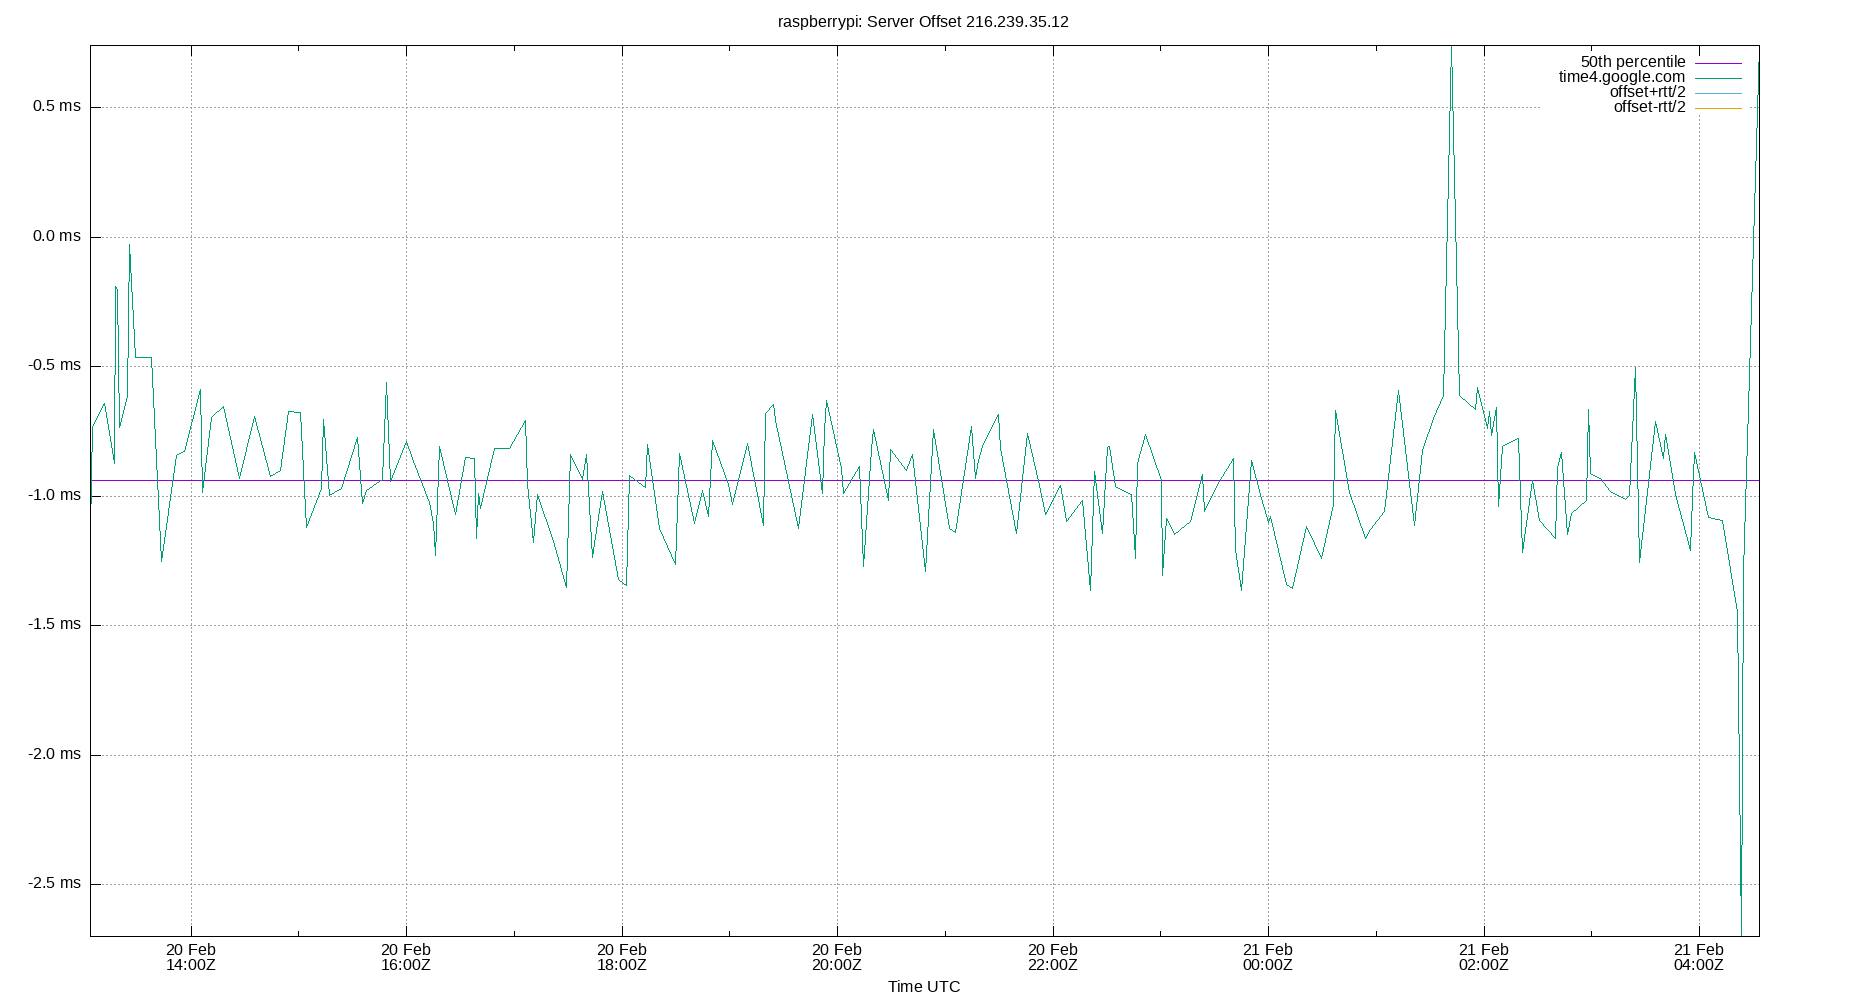 raspberrypi: Server Offset 216.239.35.12
50th percentile
time4.google.com
offset+rtt/2
offset-rtt/2
0.5 ms
0.0 ms
-0.5 ms
-1.0 ms
-1.5 ms
-2.0 ms
-2.5 ms
20 Feb 20 Feb 20 Feb 20 Feb 20 Feb 21 Feb 21 Feb 21 Feb
14:00Z 16:00Z 18:00Z 20:00Z 22:00Z 00:00Z 02:00Z 04:00Z
Time UTC